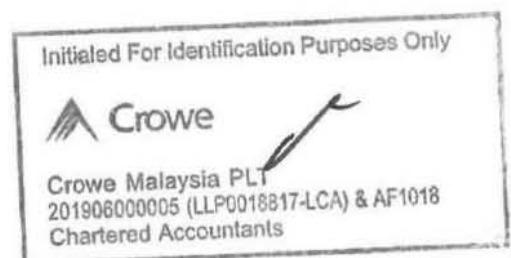 Initialed For Identification Purposes Only
Crowe
Crowe Malaysia PLT
201906000005 (LLP0018817-LCA) & AF1018
Chartered Accountants